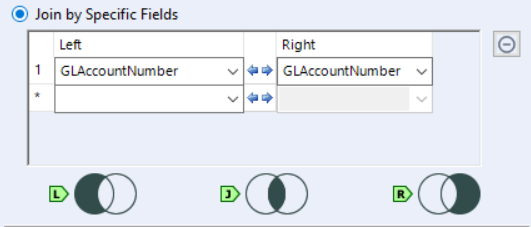 Join by Specific Fields
Left Right
1 GLAccountNumber GLAccountNumber
*
L J R